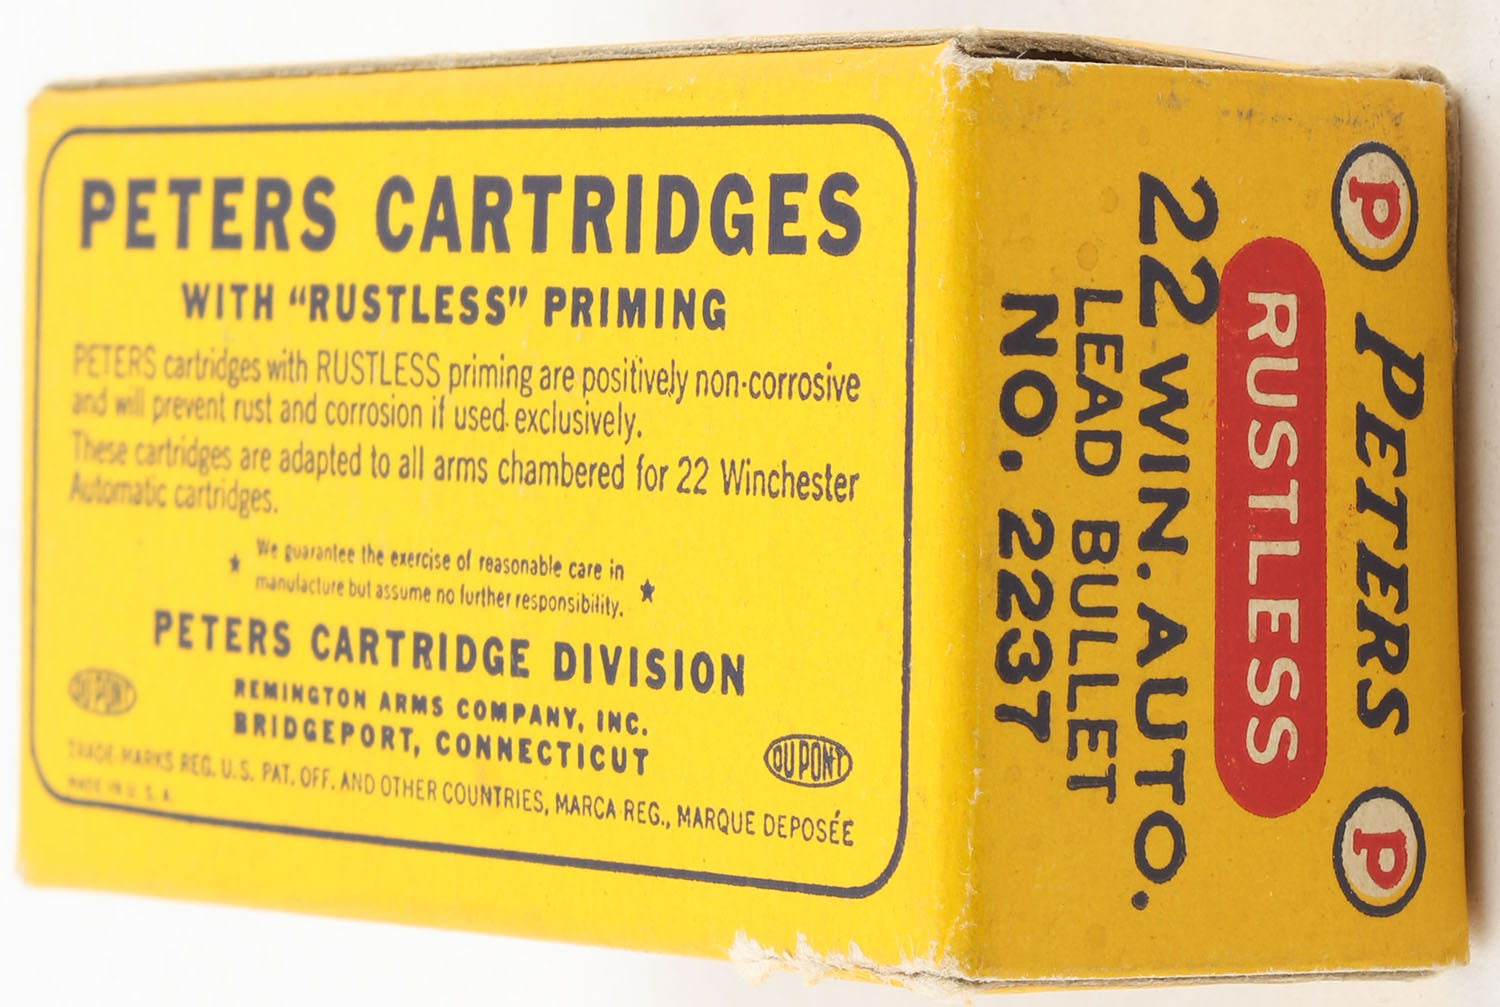 PETERS CARTRIDGES
WITH “RUSTLESS” PRIMING
PETERS cartridges with RUSTLESS priming are positively non-corrosive
and will prevent rust and corrosion if used exclusively.
These cartridges are adapted to all arms chambered for 22 Winchester
Automatic cartridges.
We guarantee the exercise of reasonable care in
manufacture but assume no further responsibility.
PETERS CARTRIDGE DIVISION
REMINGTON ARMS COMPANY, INC.
BRIDGEPORT, CONNECTICUT
DU PONT
DU PONT
TRADE MARKS REG. U.S. PAT. OFF. AND OTHER COUNTRIES, MARCA REG., MARQUE DEPOSÉE
MADE IN U. S. A.
P PETERS P
RUSTLESS
22 WIN. AUTO.
LEAD BULLET
NO. 2237